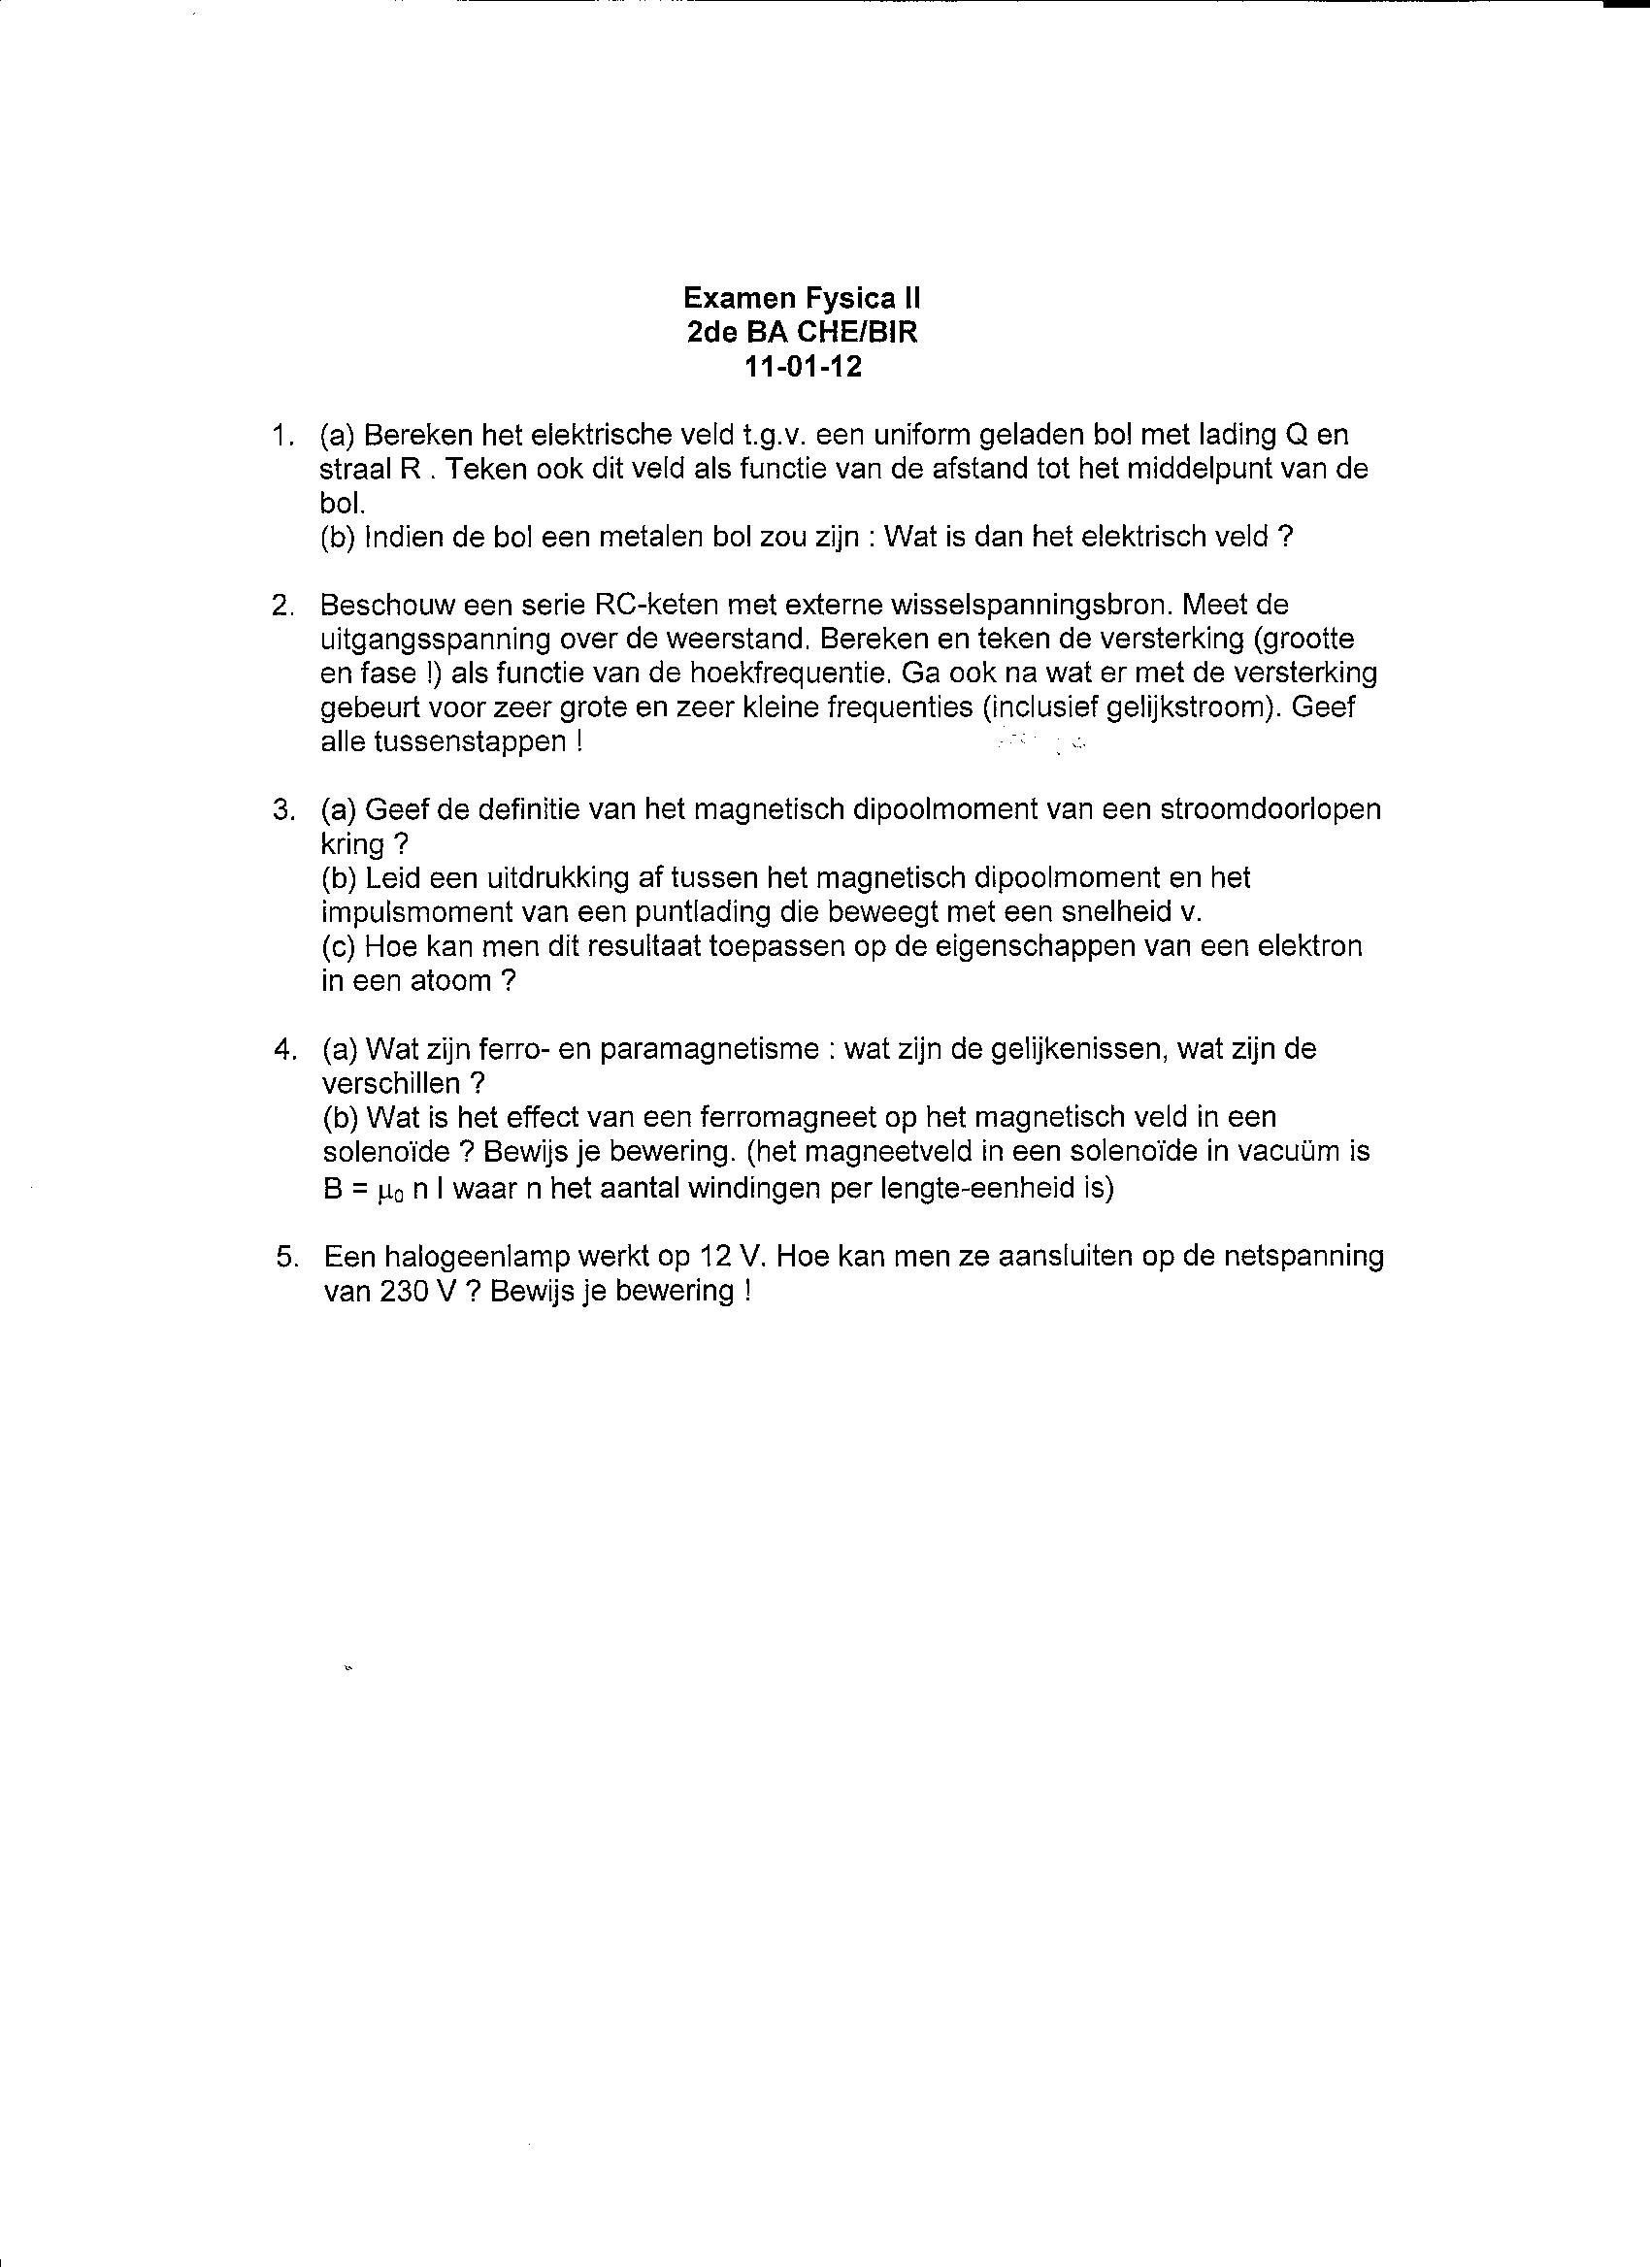 Examen Fysica II
2de BA CHE/BIR
11-01-12
1. (a) Bereken het elektrische veld t.g.v. een uniform geladen bol met lading Q en
straal R . Teken ook dit veld als functie van de afstand tot het middelpunt van de
bol.
(b) Indien de bol een metalen bol zou zijn : Wat is dan het elektrisch veld ?
2. Beschouw een serie RC-keten met externe wisselspanningsbron. Meet de
uitgangsspanning over de weerstand. Bereken en teken de versterking (grootte
en fase !) als functie van de hoekfrequentie. Ga ook na wat er met de versterking
gebeurt voor zeer grote en zeer kleine frequenties (inclusief gelijkstroom). Geef
alle tussenstappen !
3. (a) Geef de definitie van het magnetisch dipoolmoment van een stroomdoorlopen
kring ?
(b) Leid een uitdrukking af tussen het magnetisch dipoolmoment en het
impulsmoment van een puntlading die beweegt met een snelheid v.
(c) Hoe kan men dit resultaat toepassen op de eigenschappen van een elektron
in een atoom ?
4. (a) Wat zijn ferro- en paramagnetisme : wat zijn de gelijkenissen, wat zijn de
verschillen ?
(b) Wat is het effect van een ferromagneet op het magnetisch veld in een
solenoïde ? Bewijs je bewering. (het magneetveld in een solenoïde in vacuüm is
B = μ₀ n I waar n het aantal windingen per lengte-eenheid is)
5. Een halogeenlamp werkt op 12 V. Hoe kan men ze aansluiten op de netspanning
van 230 V ? Bewijs je bewering !